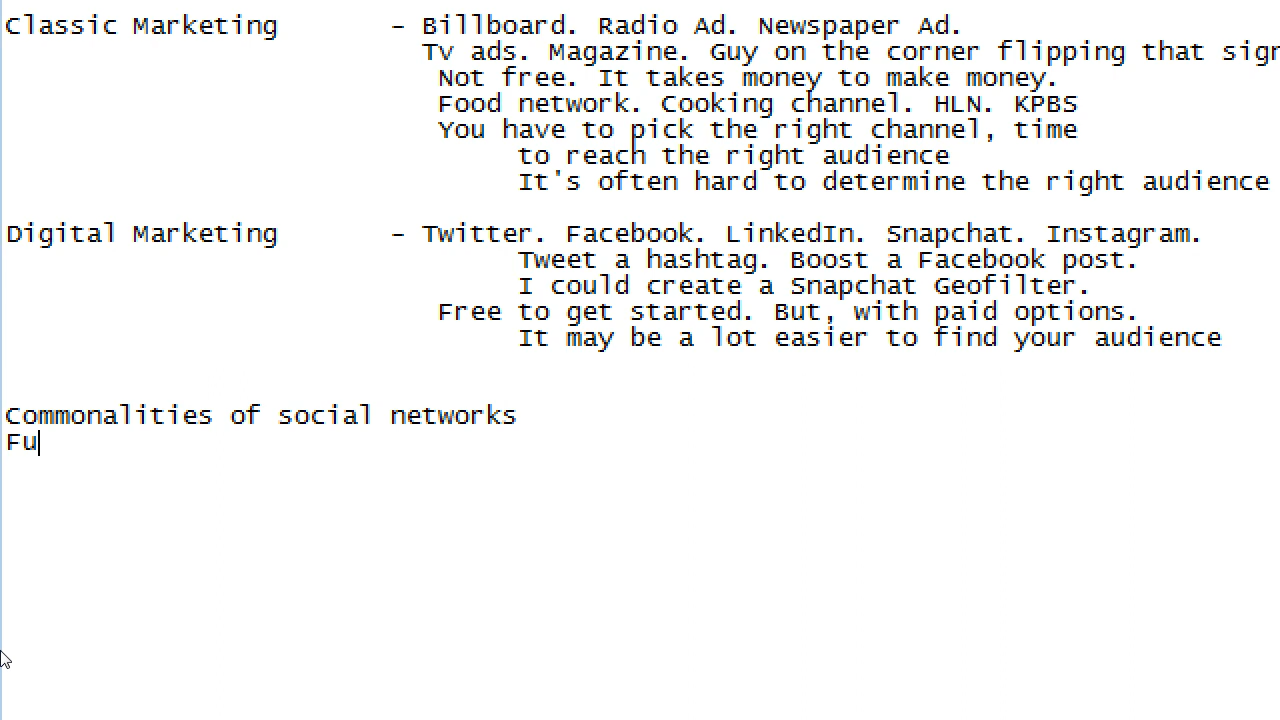 Classic Marketing - Billboard. Radio Ad. Newspaper Ad.
Tv ads. Magazine. Guy on the corner flipping that
Not free. It takes money to make money.
Food network. Cooking channel. HLN. KPBS
You have to pick the right channel, time
to reach the right audience
It's often hard to determine the right audience
Digital Marketing - Twitter. Facebook. LinkedIn. Snapchat. Instagram.
Tweet a hashtag. Boost a Facebook post.
I could create a Snapchat Geofilter.
Free to get started. But, with paid options.
It may be a lot easier to find your audience
Commonalities of social networks
Fu